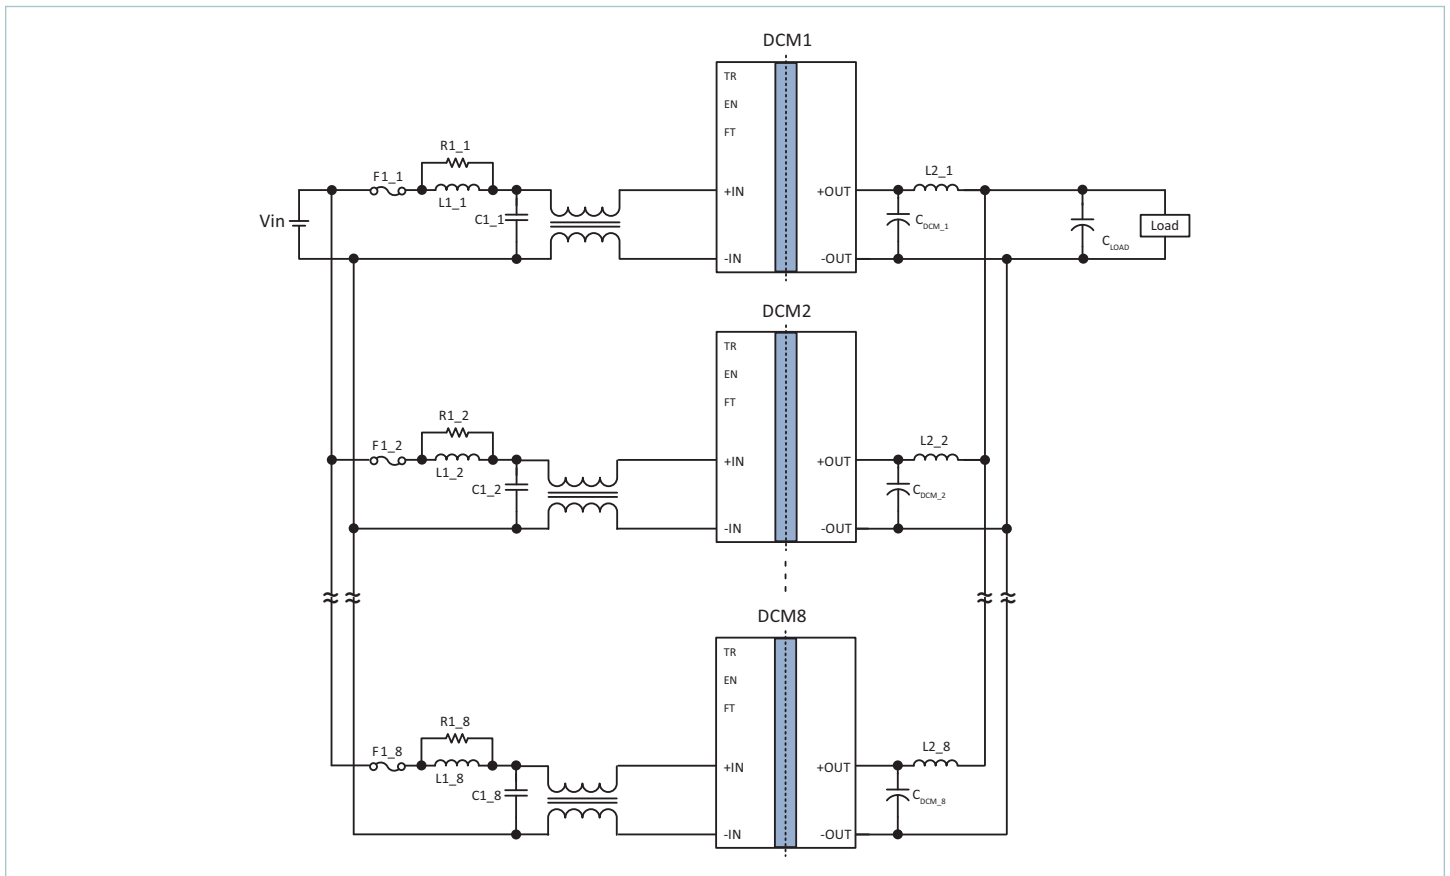 DCM1
TR
EN
FT
R1_1
F1_1
L1_1
C1_1
Vin
+IN
-IN
+OUT
-OUT
L2_1
CDCM_1
CLOAD
Load
DCM2
TR
EN
FT
R1_2
F1_2
L1_2
C1_2
+IN
-IN
+OUT
-OUT
L2_2
CDCM_2
DCM8
TR
EN
FT
R1_8
F1_8
L1_8
C1_8
+IN
-IN
+OUT
-OUT
L2_8
CDCM_8